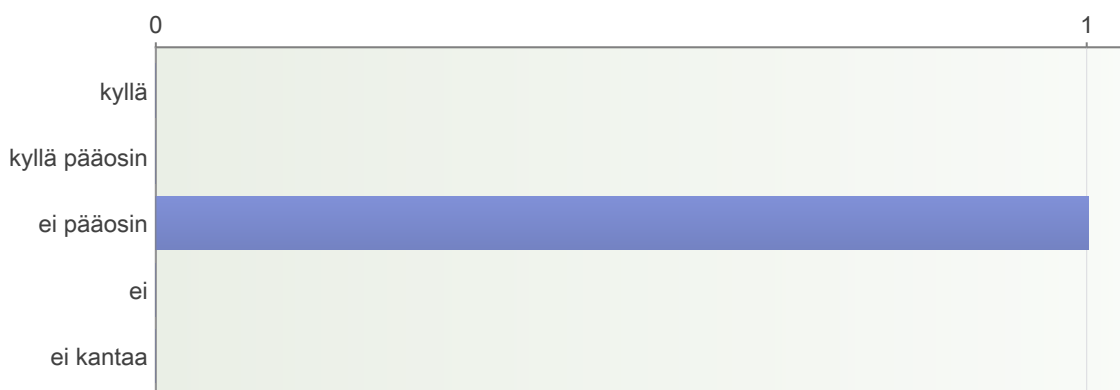 0 1
kyllä
kyllä pääosin
ei pääosin
ei
ei kantaa